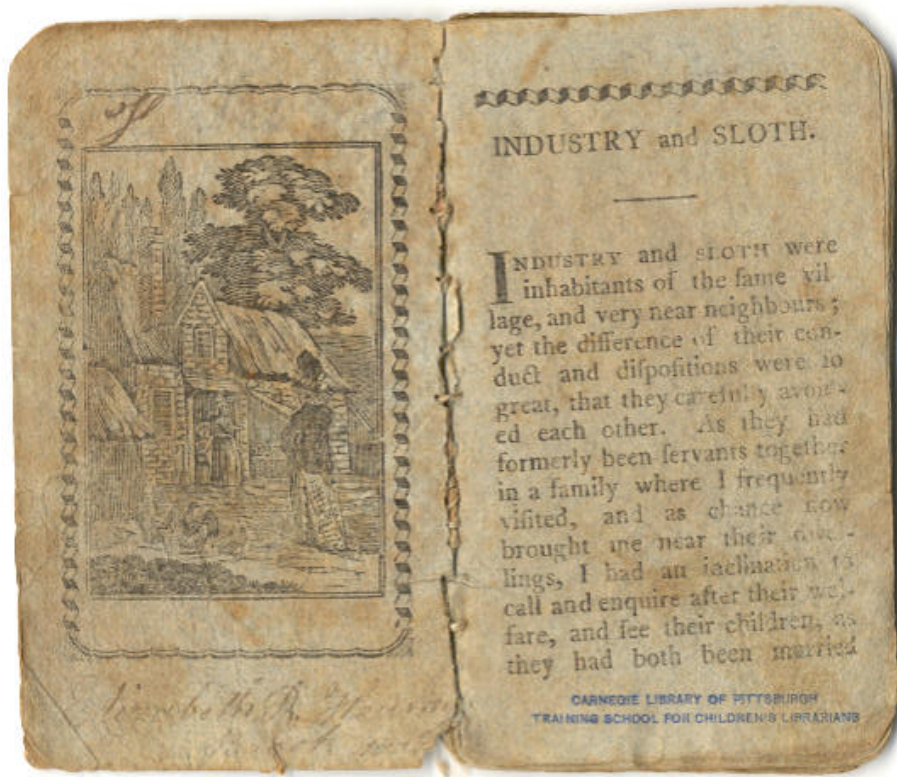 INDUSTRY and SLOTH.
INDUSTRY and SLOTH were
inhabitants of the ſame vil
lage, and very near neighbours;
yet the difference of their con-
duct and diſpoſitions were ſo
great, that they carefully avoid-
ed each other. As they had
formerly been ſervants together
in a family where I frequently
viſited, and as chance now
brought me near their dwel-
lings, I had an inclination to
call and enquire after their wel-
fare, and ſee their children, as
they had both been married
CARNEGIE LIBRARY OF PITTSBURGH
TRAINING SCHOOL FOR CHILDREN'S LIBRARIANS